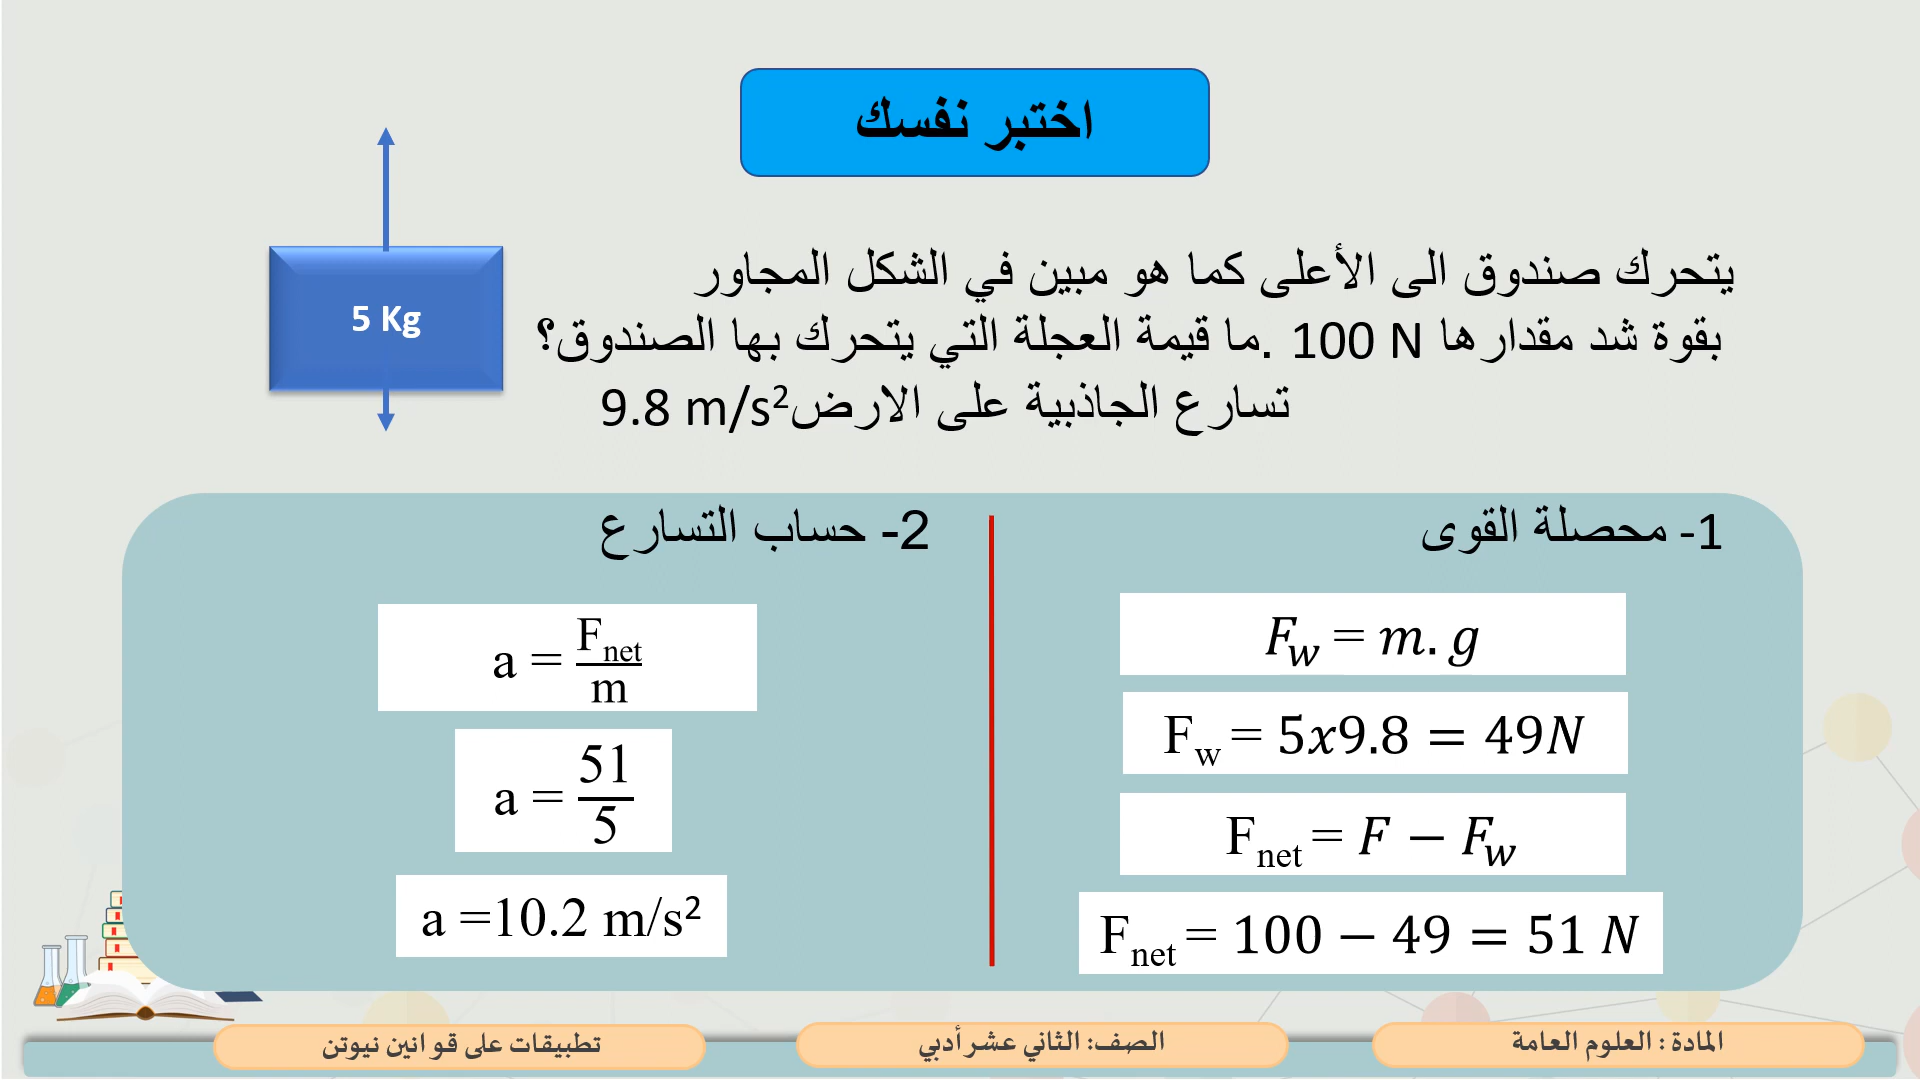 اختبر نفسك
5 Kg
يتحرك صندوق الى الأعلى كما هو مبين في الشكل المجاور
بقوة شد مقدارها 100 N .ما قيمة العجلة التي يتحرك بها الصندوق؟
تسارع الجاذبية على الارض9.8 m/s²
1- محصلة القوى
F_w = m. g
F_w = 5x9.8 = 49N
F_net = F − F_w
F_net = 100 − 49 = 51 N
2- حساب التسارع
a = F_net/m
a = 51/5
a =10.2 m/s²
المادة : العلوم العامة
الصف: الثاني عشر أدبي
تطبيقات على قوانين نيوتن